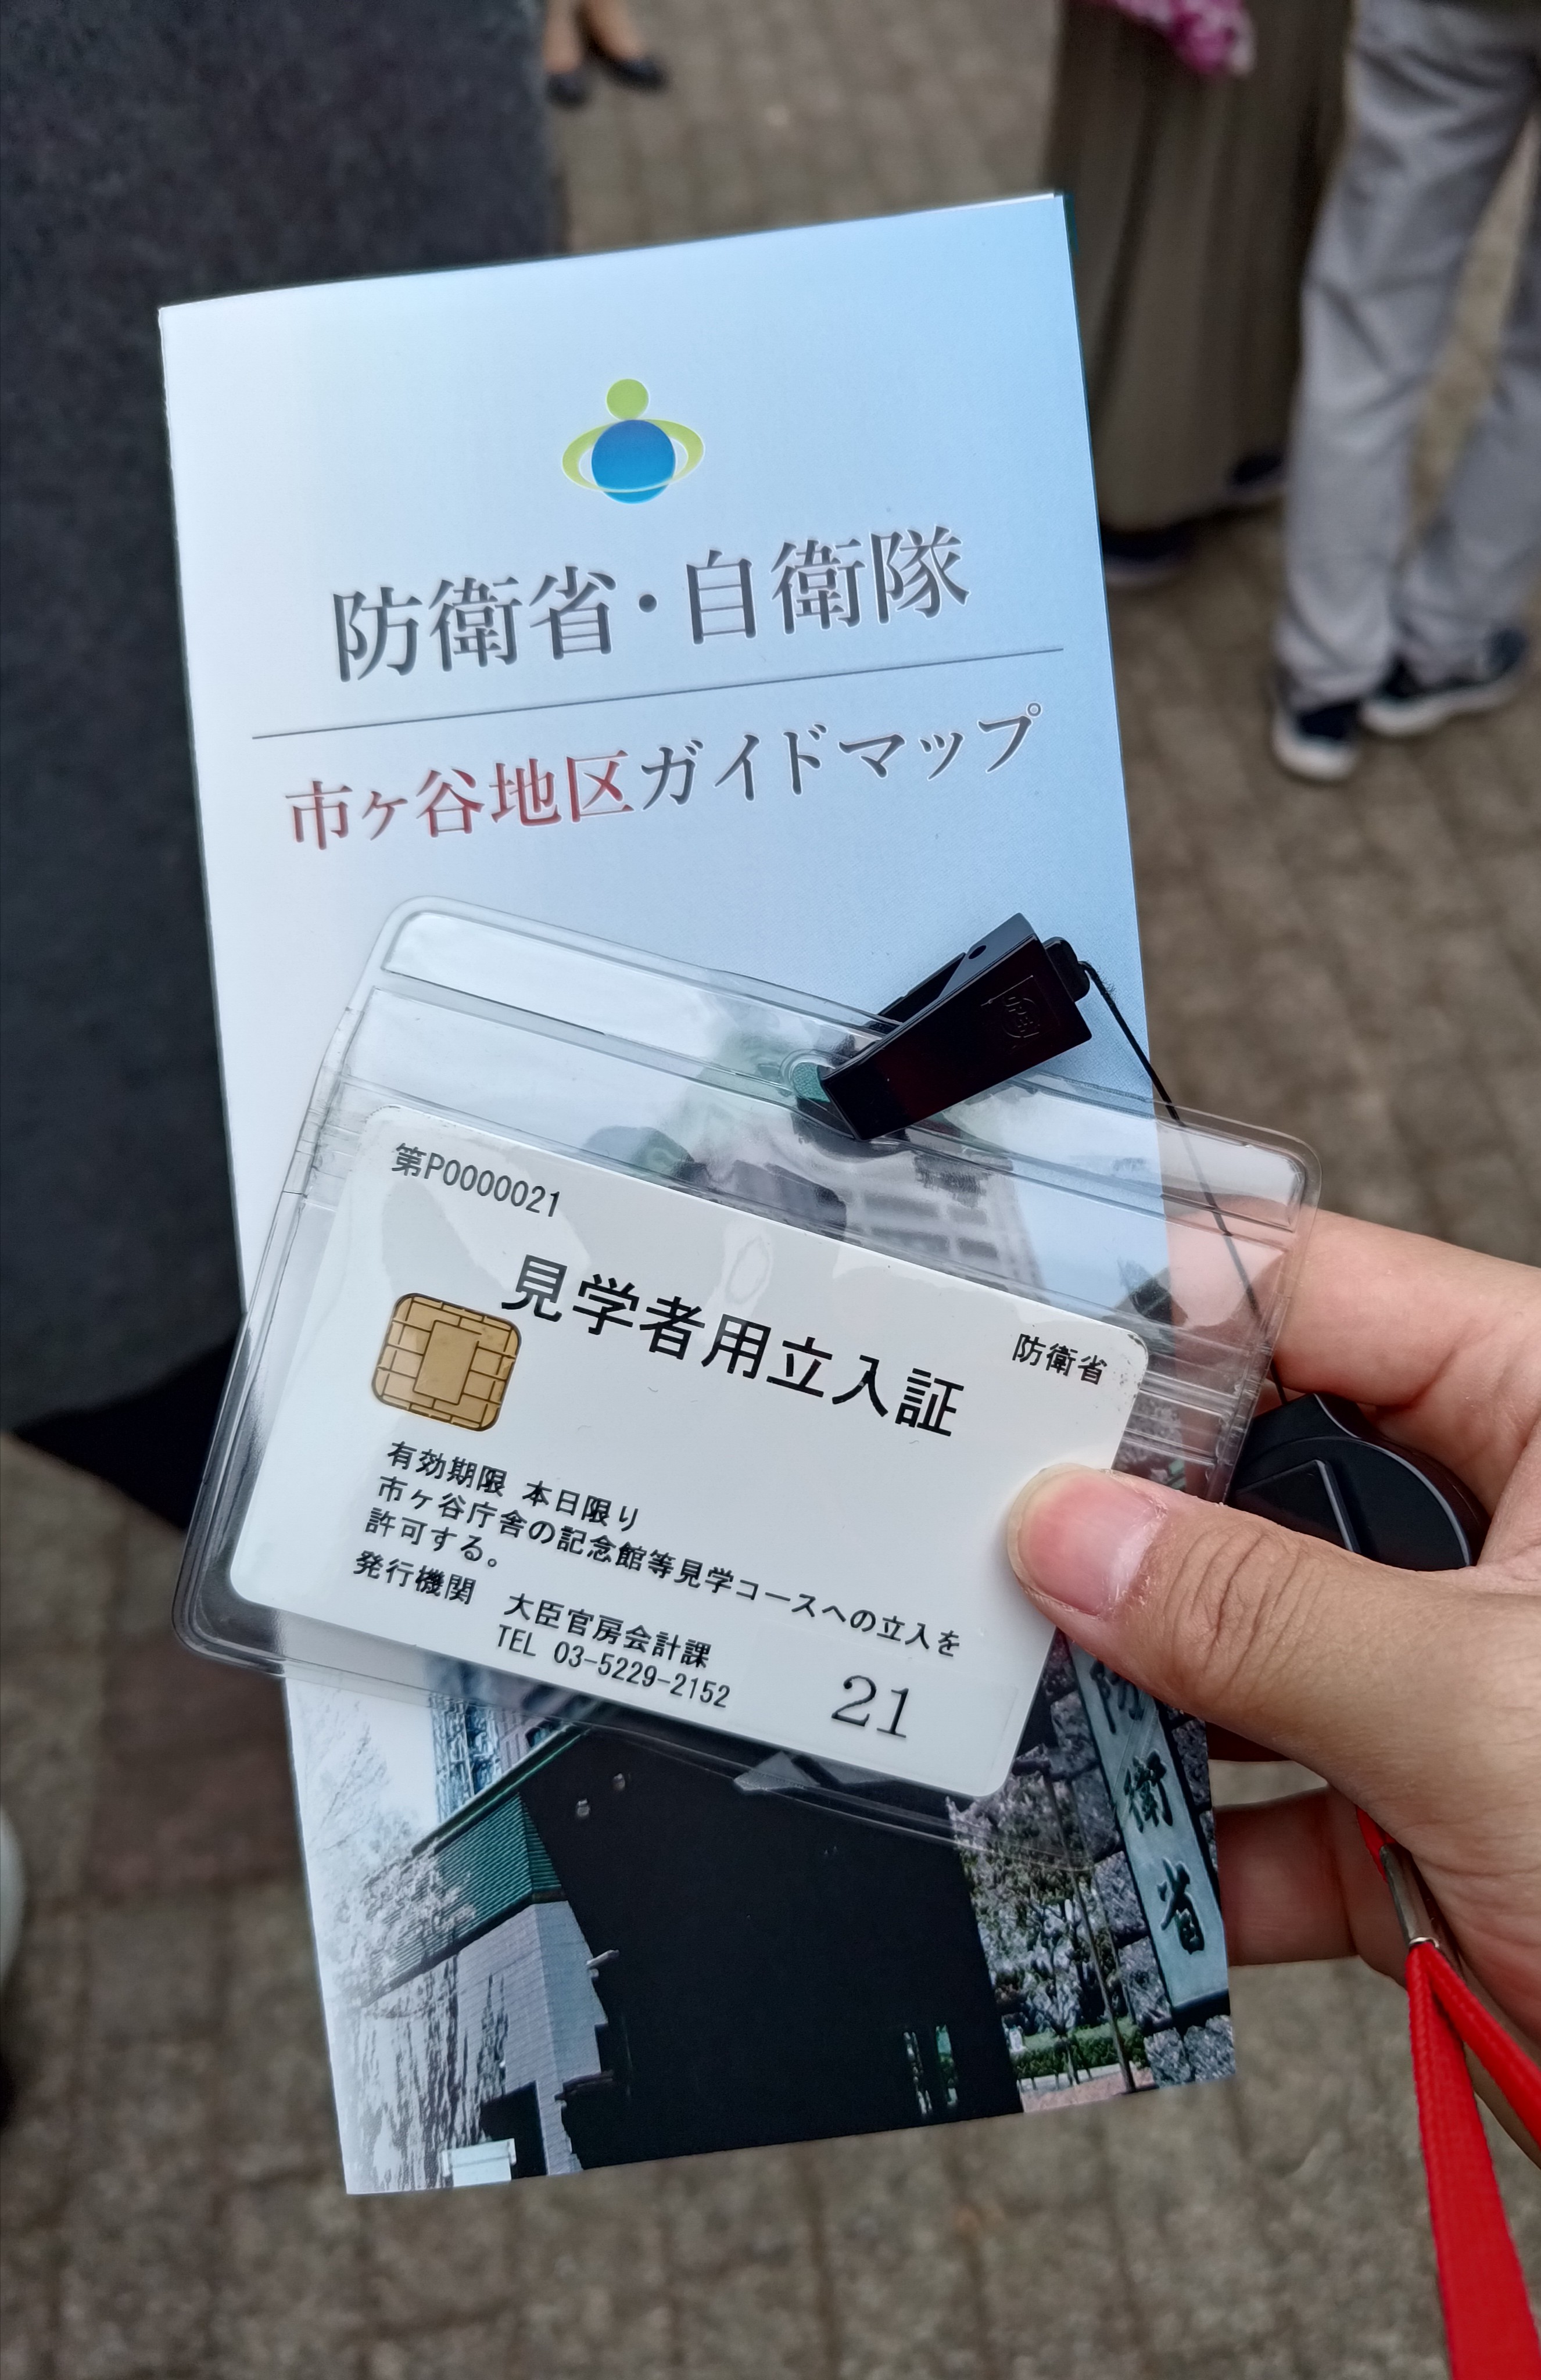 防衛省・自衛隊
市ヶ谷地区ガイドマップ
第P0000021
見学者用立入証
防衛省
有効期限 本日限り
市ヶ谷庁舎の記念館等見学コースへの立入を
許可する。
発行機関 大臣官房会計課
TEL 03-5229-2152
21
防衛省